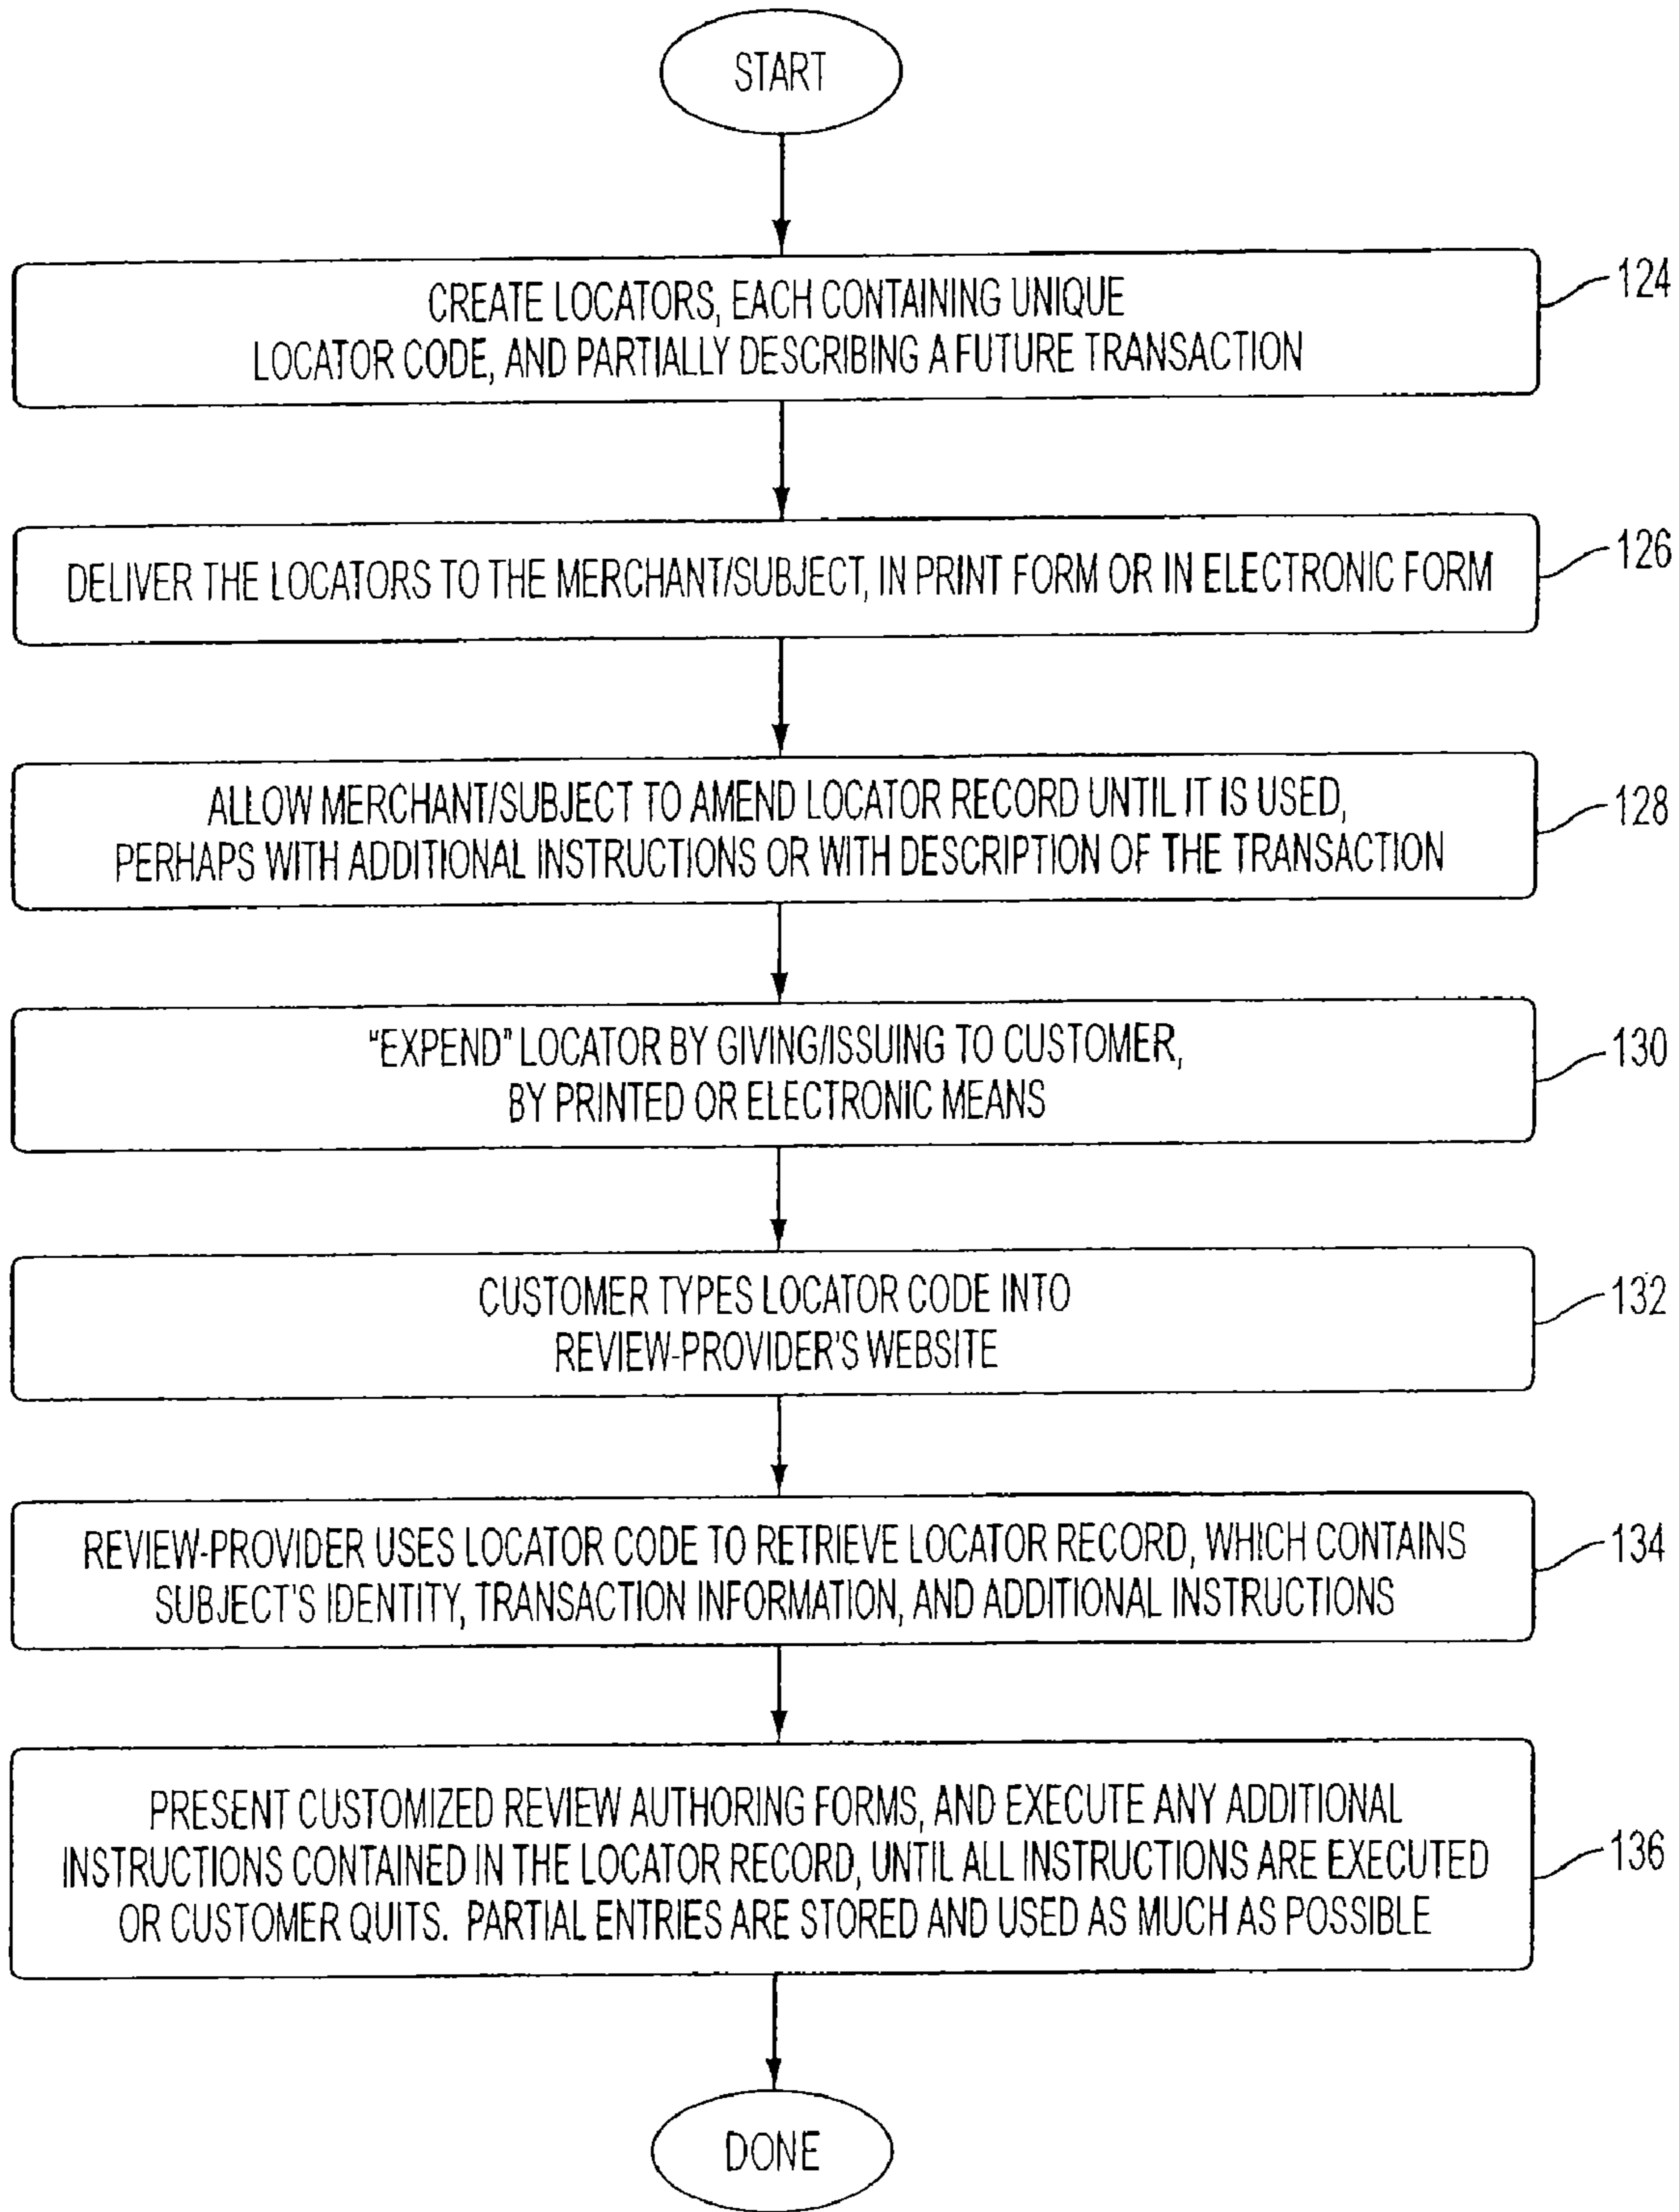 START
CREATE LOCATORS, EACH CONTAINING UNIQUE
LOCATOR CODE, AND PARTIALLY DESCRIBING A FUTURE TRANSACTION
124
DELIVER THE LOCATORS TO THE MERCHANT/SUBJECT, IN PRINT FORM OR IN ELECTRONIC FORM
126
ALLOW MERCHANT/SUBJECT TO AMEND LOCATOR RECORD UNTIL IT IS USED,
PERHAPS WITH ADDITIONAL INSTRUCTIONS OR WITH DESCRIPTION OF THE TRANSACTION
128
"EXPEND" LOCATOR BY GIVING/ISSUING TO CUSTOMER,
BY PRINTED OR ELECTRONIC MEANS
130
CUSTOMER TYPES LOCATOR CODE INTO
REVIEW-PROVIDER'S WEBSITE
132
REVIEW-PROVIDER USES LOCATOR CODE TO RETRIEVE LOCATOR RECORD, WHICH CONTAINS
SUBJECT'S IDENTITY, TRANSACTION INFORMATION, AND ADDITIONAL INSTRUCTIONS
134
PRESENT CUSTOMIZED REVIEW AUTHORING FORMS, AND EXECUTE ANY ADDITIONAL
INSTRUCTIONS CONTAINED IN THE LOCATOR RECORD, UNTIL ALL INSTRUCTIONS ARE EXECUTED
OR CUSTOMER QUITS. PARTIAL ENTRIES ARE STORED AND USED AS MUCH AS POSSIBLE
136
DONE